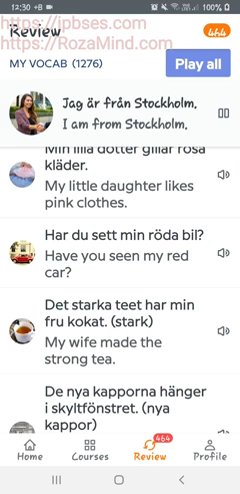 12:30 +B
100%
https://jpbses.com
Review
464
https://RozaMind.com
MY VOCAB (1276)
Play all
Jag är från Stockholm.
I am from Stockholm.
Min lilla dotter gillar rosa
kläder.
My little daughter likes
pink clothes.
Har du sett min röda bil?
Have you seen my red
car?
Det starka teet har min
fru kokat. (stark)
My wife made the
strong tea.
De nya kapporna hänger
i skyltfönstret. (nya
kappor)
464
Home
Courses
Review
Profile